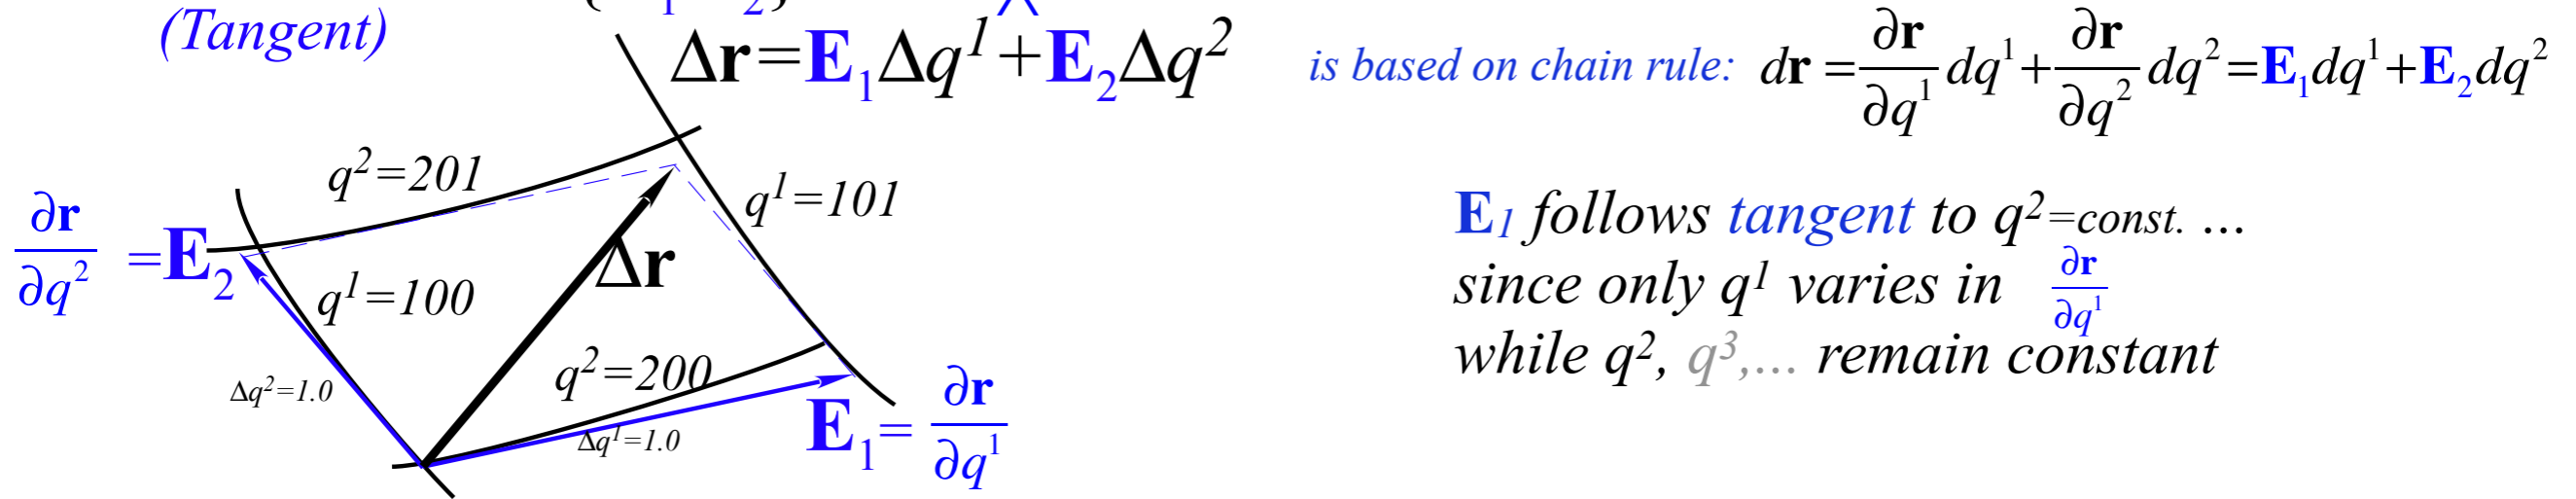 (Tangent)
Δr=E₁Δq¹+E₂Δq²
is based on chain rule: dr = ∂r/∂q¹ dq¹ + ∂r/∂q² dq² = E₁dq¹ + E₂dq²
q²=201
q¹=101
∂r/∂q² = E₂
Δr
q¹=100
q²=200
Δq²=1.0
Δq¹=1.0
E₁ = ∂r/∂q¹
E₁ follows tangent to q²=const. ...
since only q¹ varies in ∂r/∂q¹
while q², q³,... remain constant